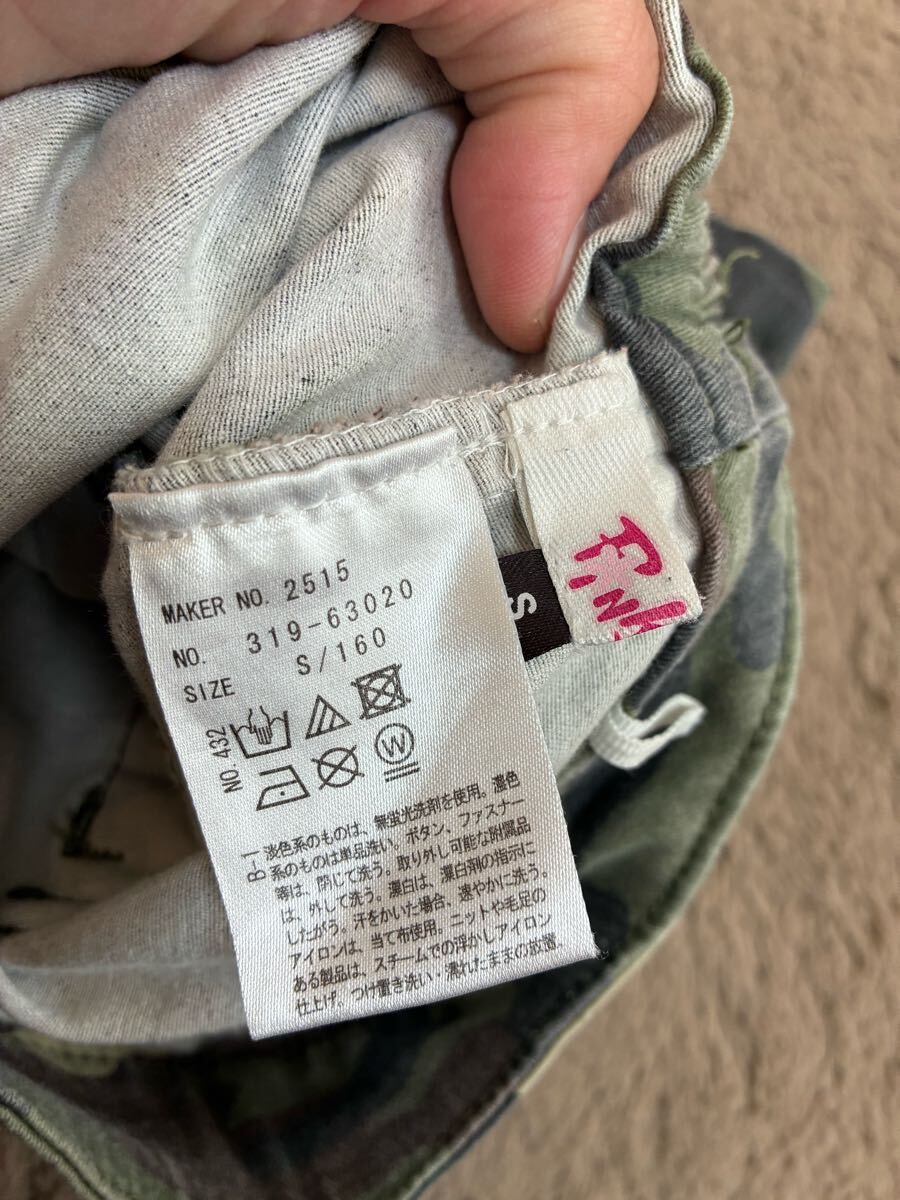 MAKER NO. 2515
NO. 319-63020
SIZE S/160
NO.432
W
B-1 淡色系のものは、無蛍光洗剤を使用。濃色
系のものは単品洗い、ボタン、ファスナー
等は、閉じて洗う。取り外し可能な附属品
は、外して洗う。漂白は、漂白剤の指示に
したがう。汗をかいた場合、速やかに洗う。
アイロンは、当て布使用。ニットや毛足の
ある製品は、スチームでの浮かしアイロン
仕上げ。つけ置き洗い・濡れたままの放置。
S